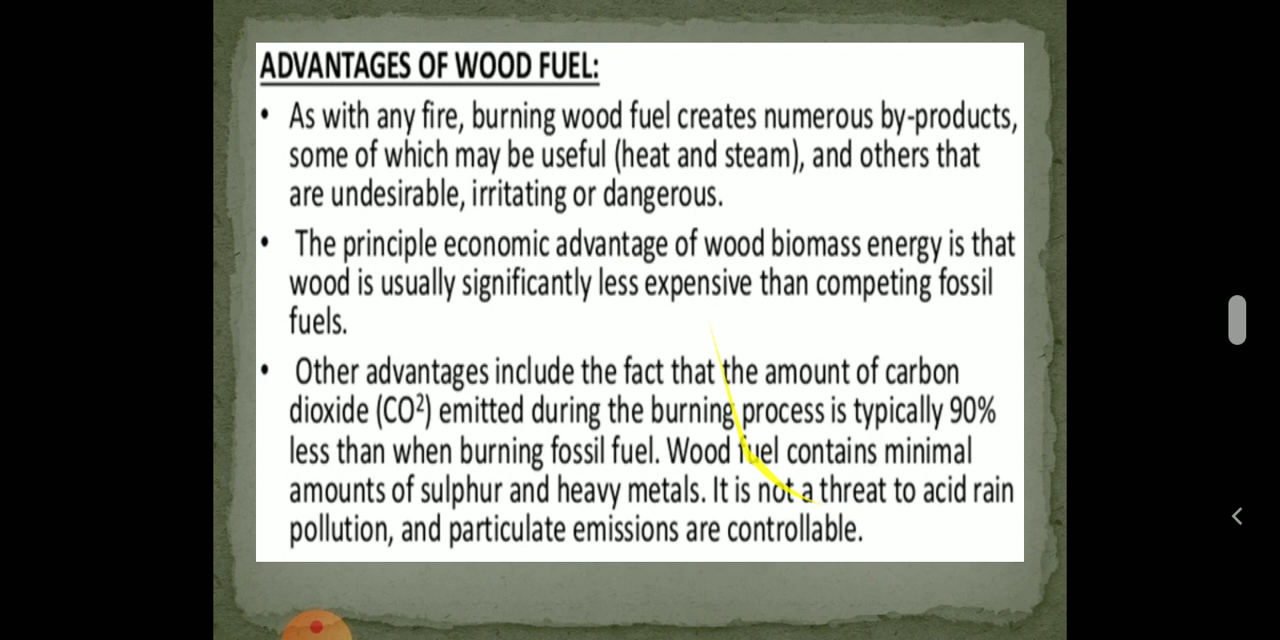 ADVANTAGES OF WOOD FUEL:
• As with any fire, burning wood fuel creates numerous by-products,
some of which may be useful (heat and steam), and others that
are undesirable, irritating or dangerous.
• The principle economic advantage of wood biomass energy is that
wood is usually significantly less expensive than competing fossil
fuels.
• Other advantages include the fact that the amount of carbon
dioxide (CO²) emitted during the burning process is typically 90%
less than when burning fossil fuel. Wood fuel contains minimal
amounts of sulphur and heavy metals. It is not a threat to acid rain
pollution, and particulate emissions are controllable.